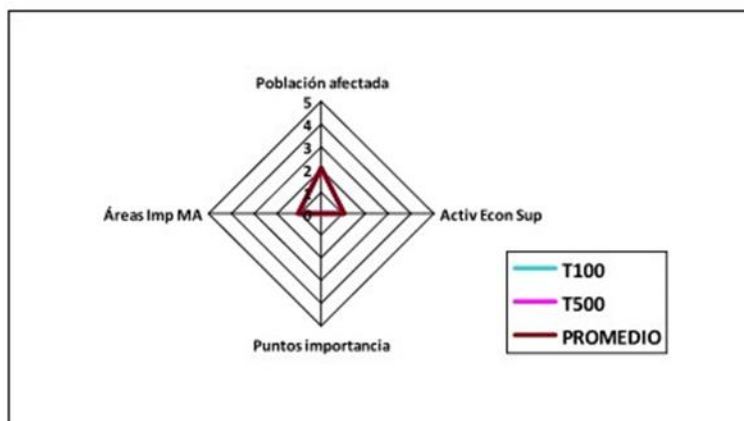 Población afectada
5
4
3
2
1
0
Áreas Imp MA
Activ Econ Sup
Puntos importancia
T100
T500
PROMEDIO